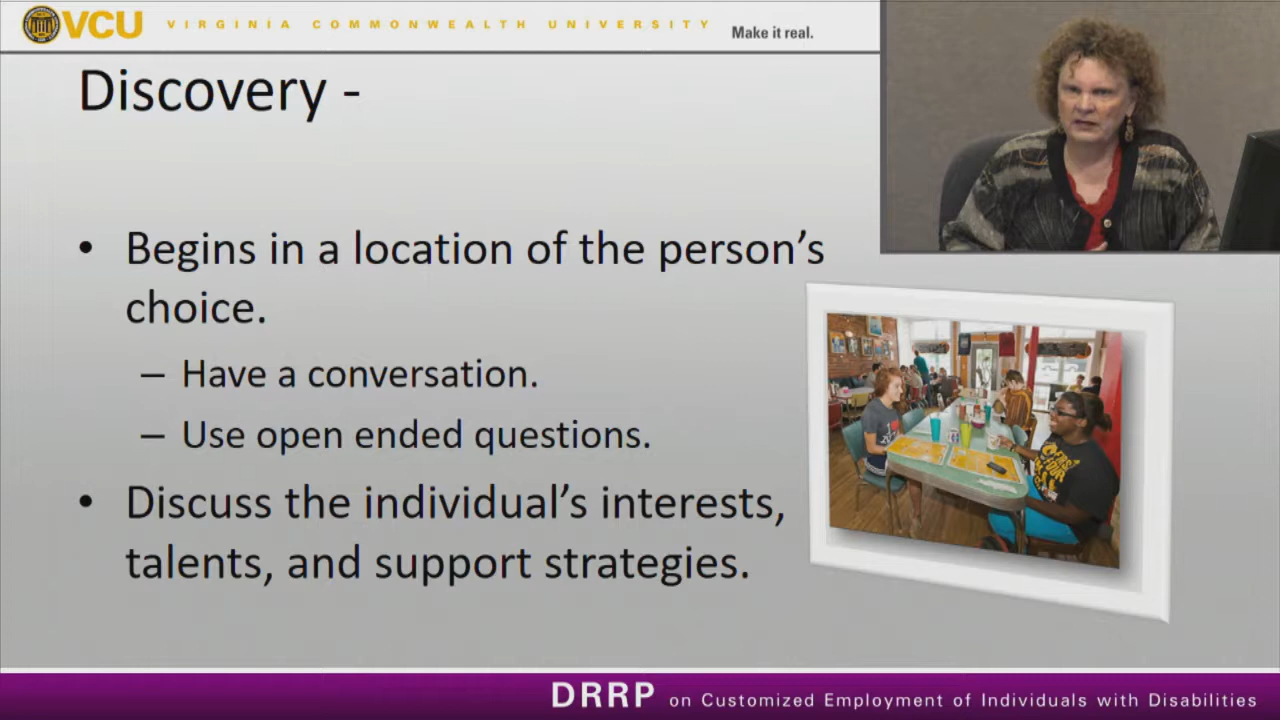 VCU VIRGINIA COMMONWEALTH UNIVERSITY Make it real.
Discovery -
• Begins in a location of the person's
choice.
– Have a conversation.
– Use open ended questions.
• Discuss the individual's interests,
talents, and support strategies.
DRRP on Customized Employment of Individuals with Disabilities